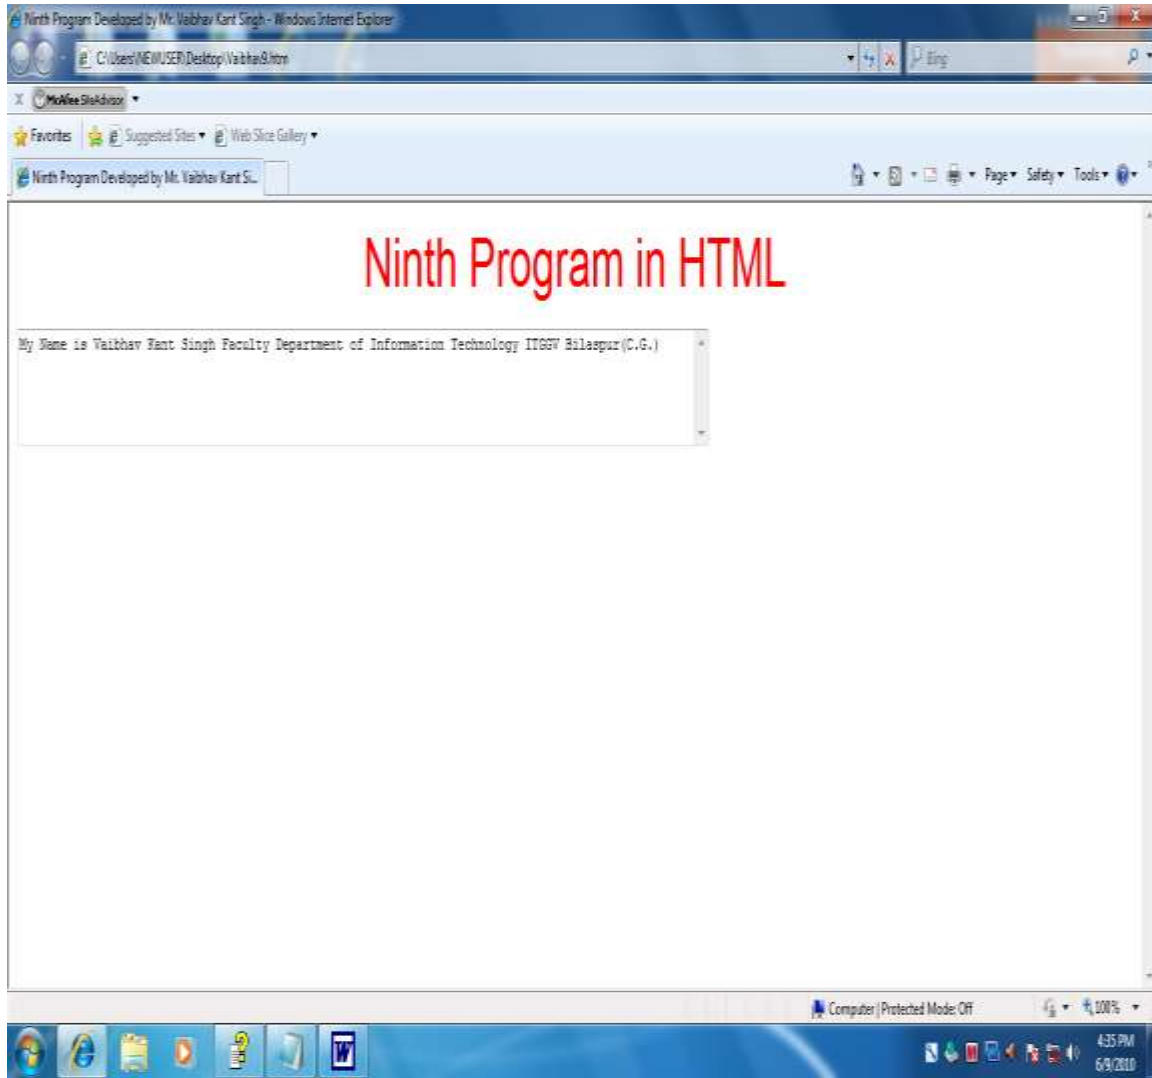 Ninth Program Developed by Mr. Vaibhav Kant Singh - Windows Internet Explorer
C:\Users\NEWUSER\Desktop\Vaibhav9.htm
Bing
X McAfee SiteAdvisor
Favorites Suggested Sites Web Slice Gallery
Ninth Program Developed by Mr. Vaibhav Kant Si...
Page Safety Tools
Ninth Program in HTML
My Name is Vaibhav Kant Singh Faculty Department of Information Technology ITGGV Bilaspur(C.G.)
Computer | Protected Mode: Off
100%
4:35 PM
6/9/2010